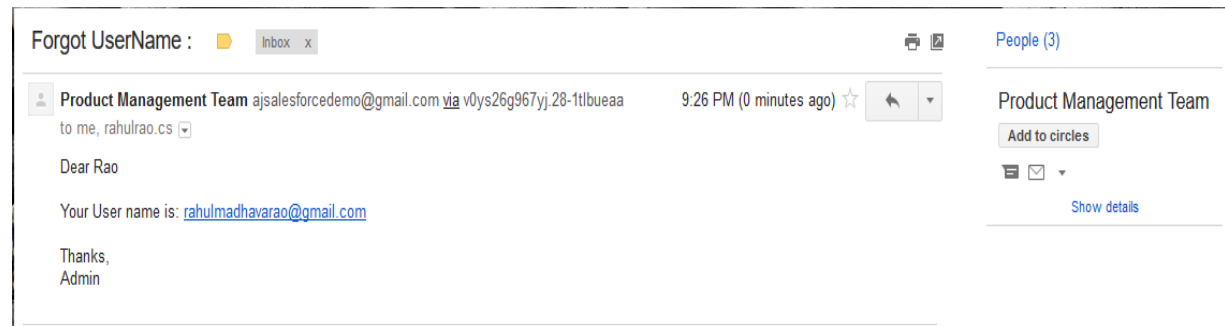 Forgot UserName :
Inbox x
People (3)
Product Management Team ajsalesforcedemo@gmail.com via v0ys26g967yj.28-1tlbueaa 9:26 PM (0 minutes ago)
to me, rahulrao.cs
Dear Rao
Your User name is: rahulmadhavarao@gmail.com
Thanks,
Admin
Product Management Team
Add to circles
Show details